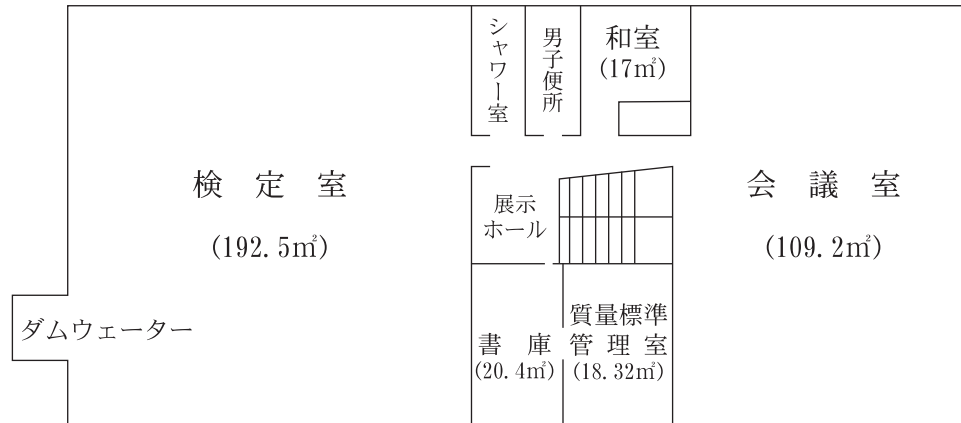 シャワー室
男子便所
和室
(17㎡)
検定室
(192.5㎡)
展示
ホール
会議室
(109.2㎡)
ダムウェーター
書庫
(20.4㎡)
質量標準
管理室
(18.32㎡)